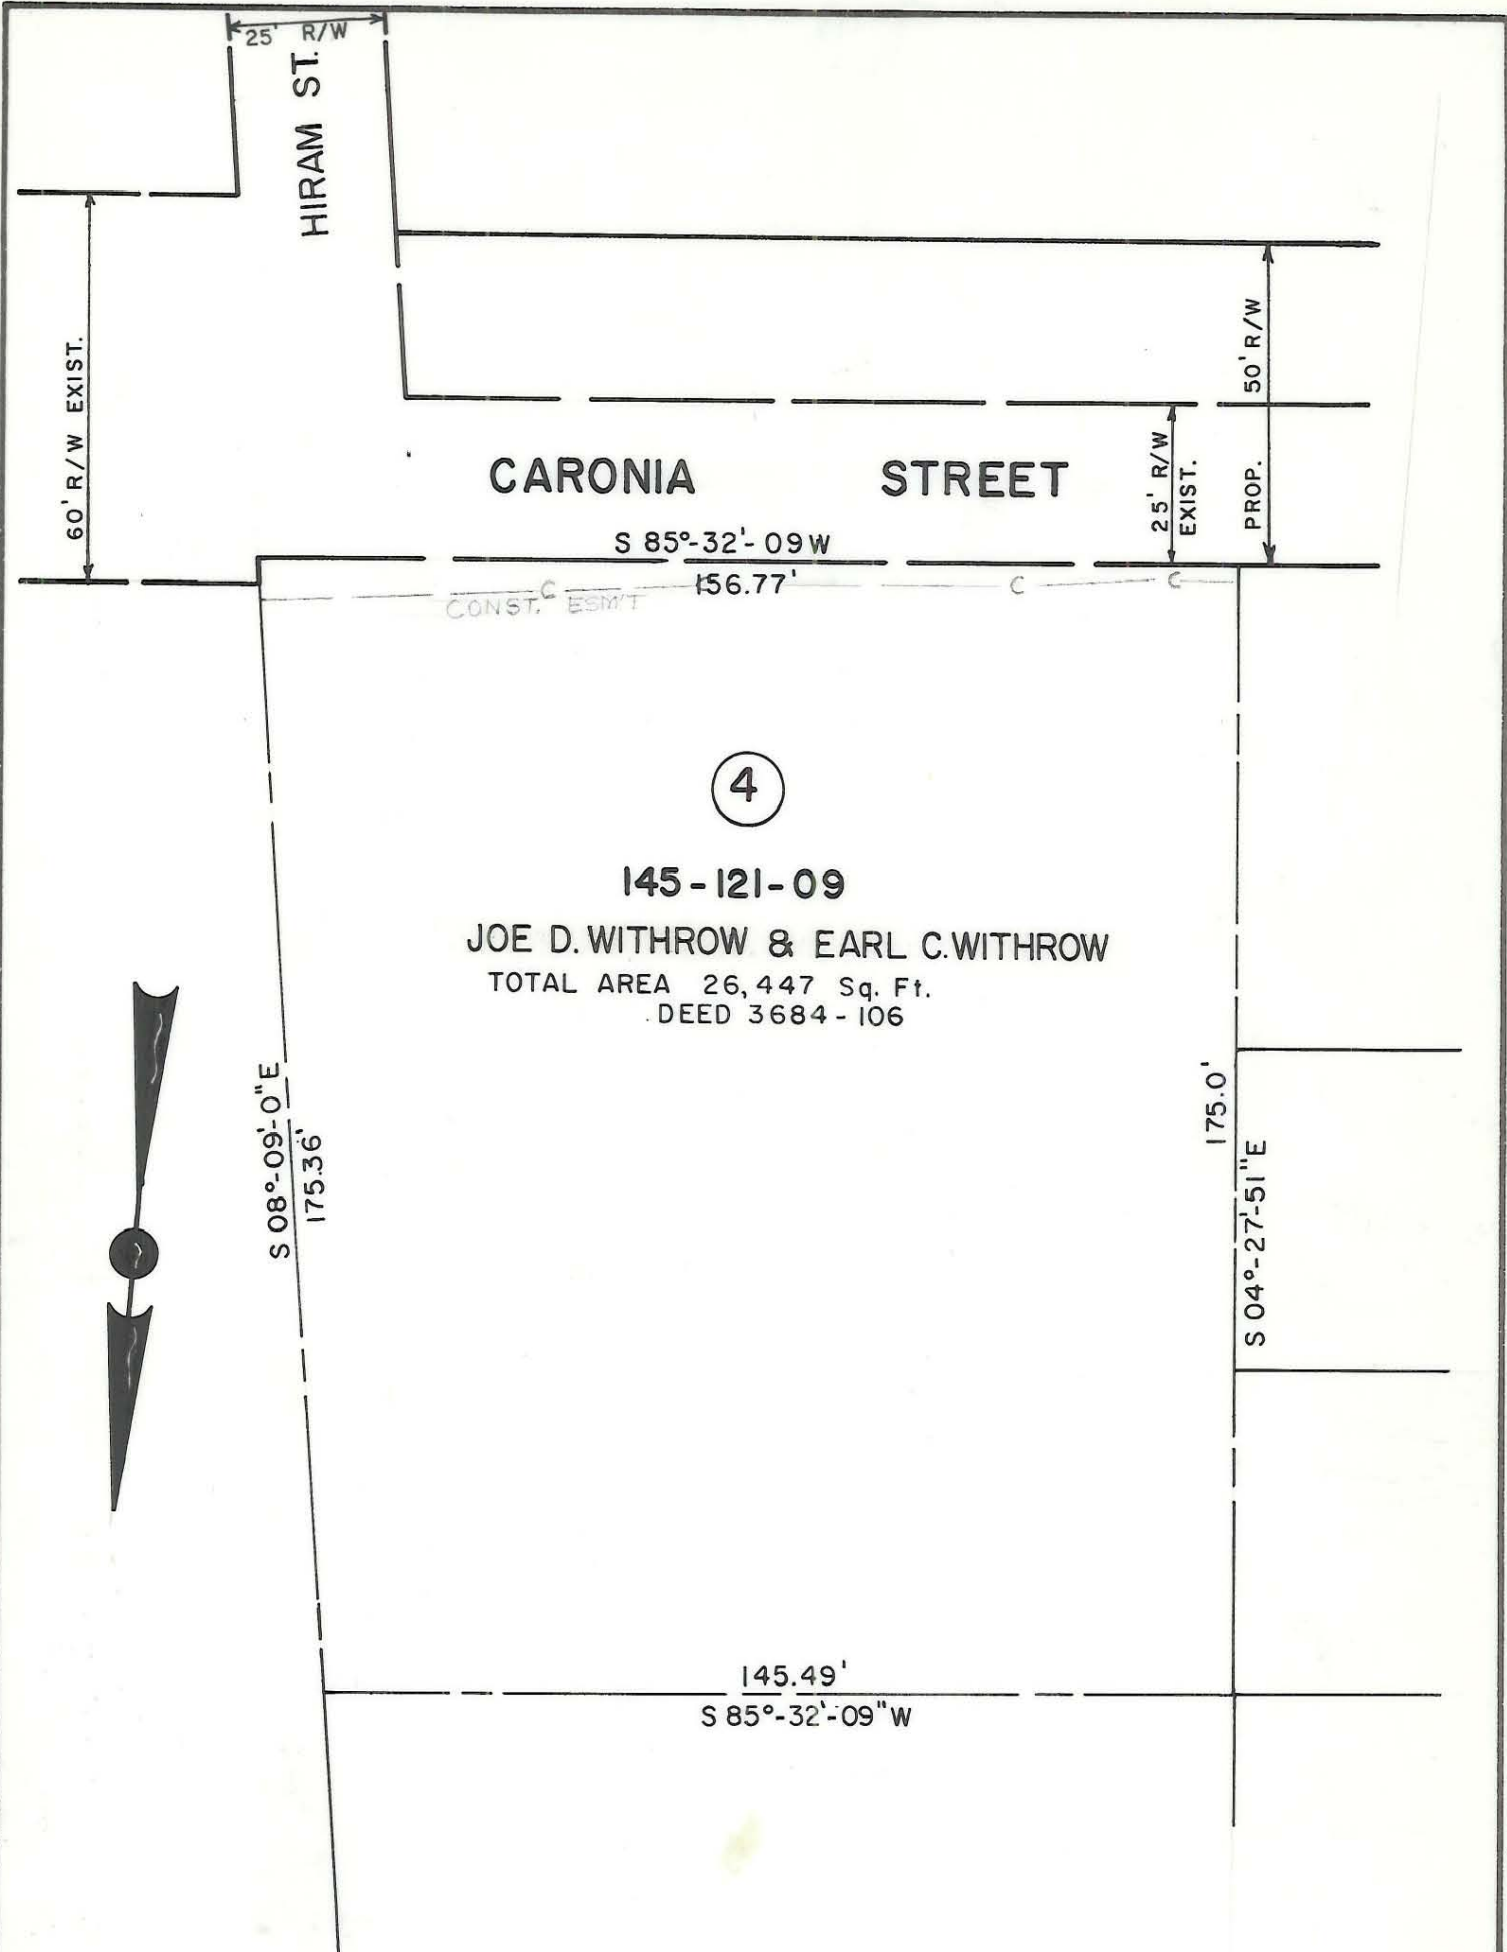 25' R/W
HIRAM ST.
60' R/W EXIST.
50' R/W
PROP.
25' R/W
EXIST.
CARONIA STREET
S 85°-32'-09 W
156.77'
C C C
CONST. ESM'T
4
145-121-09
JOE D. WITHROW & EARL C. WITHROW
TOTAL AREA 26,447 Sq. Ft.
DEED 3684-106
S 08°-09'-0" E
175.36'
175.0'
S 04°-27'-51" E
145.49'
S 85°-32'-09" W